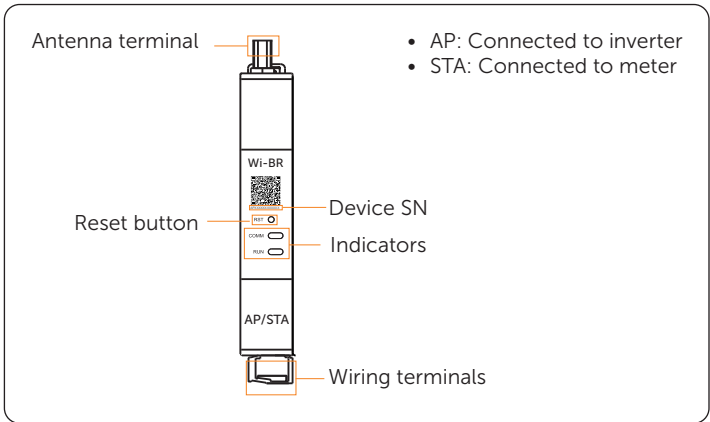 Antenna terminal
• AP: Connected to inverter
• STA: Connected to meter
Wi-BR
Device SN
Reset button
RST
COMM
Indicators
RUN
AP/STA
Wiring terminals